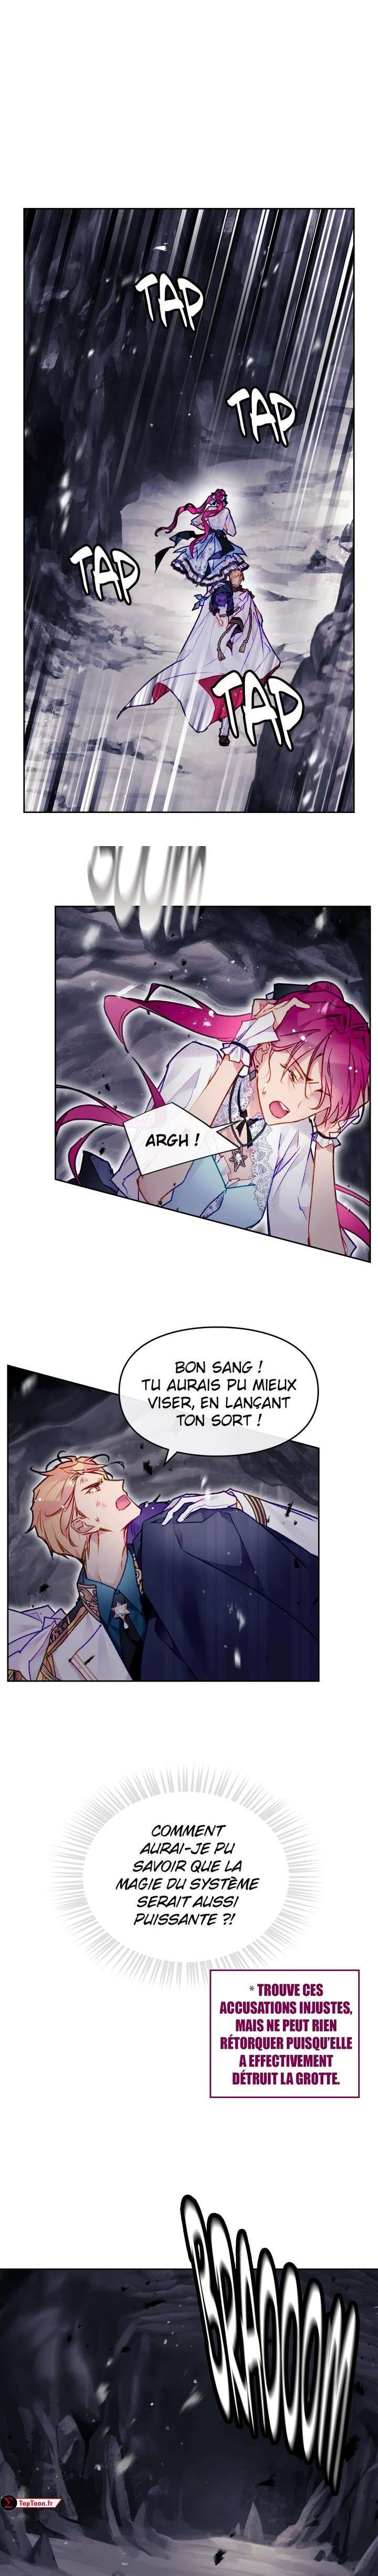 TAP
TAP
TAP
TAP
ARGH !
BON SANG !
TU AURAIS PU MIEUX
VISER, EN LANÇANT
TON SORT !
COMMENT
AURAI-JE PU
SAVOIR QUE LA
MAGIE DU SYSTÈME
SERAIT AUSSI
PUISSANTE ?!
* TROUVE CES
ACCUSATIONS INJUSTES,
MAIS NE PEUT RIEN
RÉTORQUER PUISQU'ELLE
A EFFECTIVEMENT
DÉTRUIT LA GROTTE.
BRAOOOM
TopToon.fr